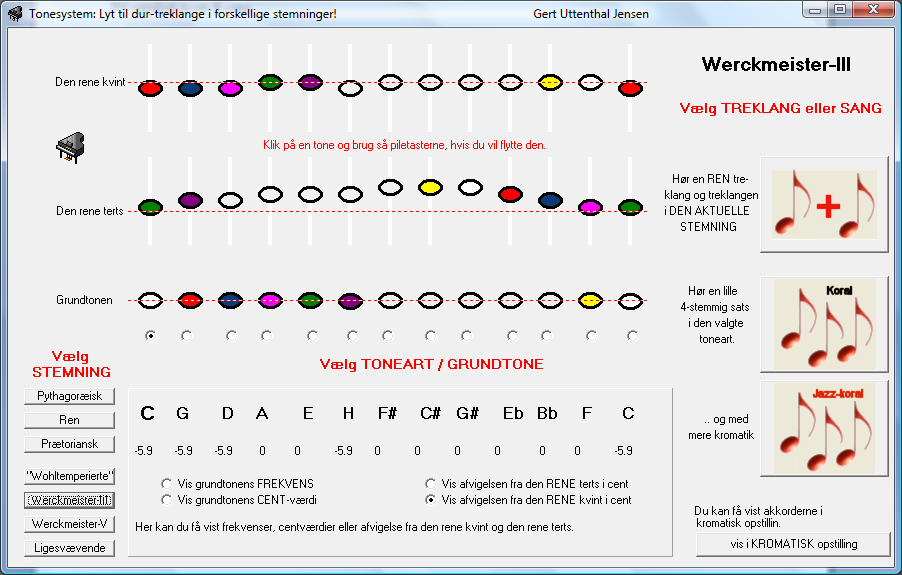 Tonesystem: Lyt til dur-treklange i forskellige stemninger! Gert Uttenthal Jensen
Den rene kvint
Werckmeister-III
Vælg TREKLANG eller SANG
Klik på en tone og brug så piletasterne, hvis du vil flytte den.
Den rene terts
Hør en REN tre-
klang og treklangen
i DEN AKTUELLE
STEMNING
Grundtonen
Hør en lille
4-stemmig sats
i den valgte
toneart.
Koral
Vælg
STEMNING
Vælg TONEART / GRUNDTONE
Pythagoræisk
Ren
Prætoriansk
"Wohltemperierte"
Werckmeister-III
Werckmeister-V
Ligesvævende
C G D A E H F# C# G# Eb Bb F C
-5.9 -5.9 -5.9 0 0 -5.9 0 0 0 0 0 0 -5.9
Vis grundtonens FREKVENS
Vis grundtonens CENT-værdi
Vis afvigelsen fra den RENE terts i cent
Vis afvigelsen fra den RENE kvint i cent
Her kan du få vist frekvenser, centværdier eller afvigelse fra den rene kvint og den rene terts.
Jazz-koral
.. og med
mere kromatik
Du kan få vist akkorderne i
kromatisk opstillin.
vis i KROMATISK opstilling